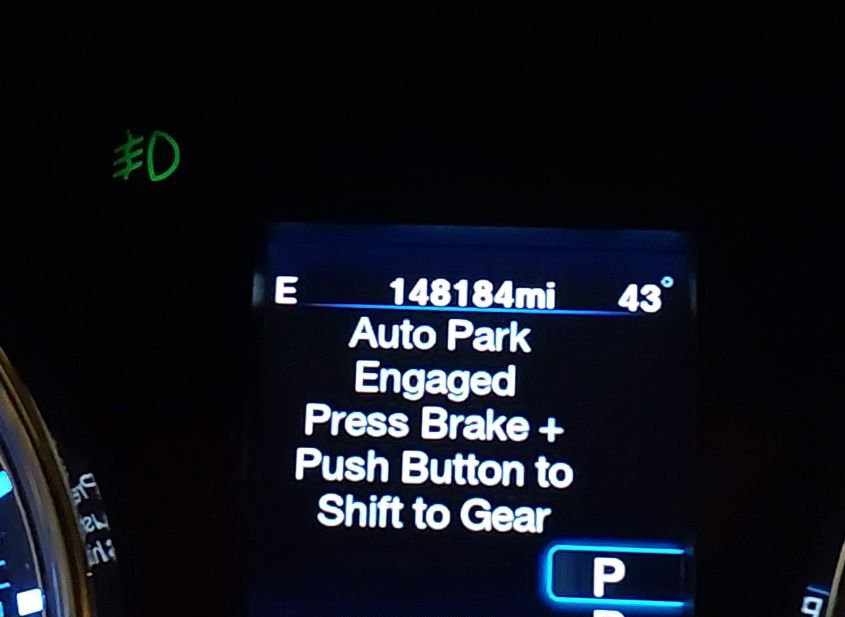 E 148184mi 43°
Auto Park
Engaged
Press Brake +
Push Button to
Shift to Gear
P